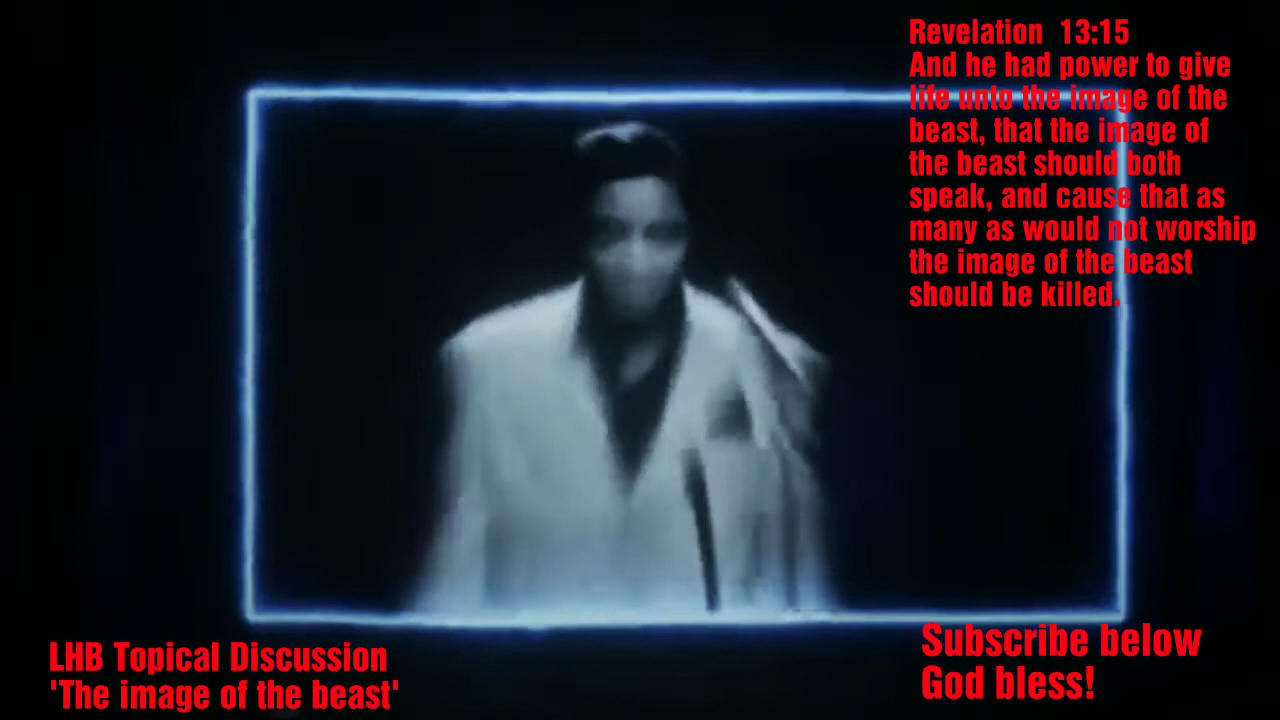 Revelation 13:15
And he had power to give
life unto the image of the
beast, that the image of
the beast should both
speak, and cause that as
many as would not worship
the image of the beast
should be killed.
LHB Topical Discussion
'The image of the beast'
Subscribe below
God bless!